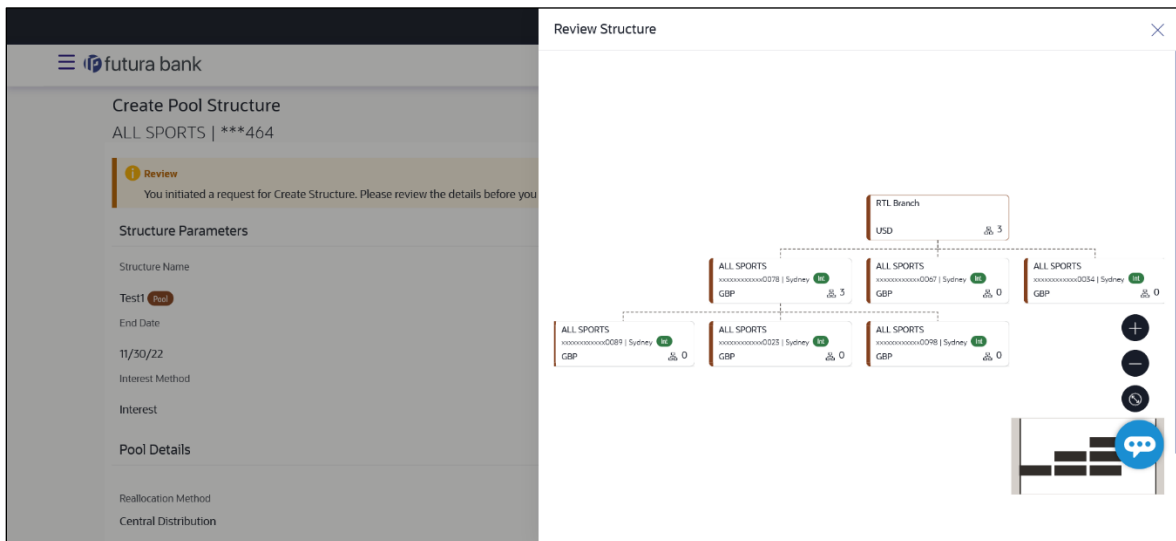 Review Structure
futura bank
Create Pool Structure
ALL SPORTS | ***464
Review
You initiated a request for Create Structure. Please review the details before you
Structure Parameters
Structure Name
Test1 Pool
End Date
11/30/22
Interest Method
Interest
Pool Details
Reallocation Method
Central Distribution
RTL Branch
USD 3
ALL SPORTS
xxxxxxxxxxxx0078 | Sydney Int
GBP 3
ALL SPORTS
xxxxxxxxxxxx0067 | Sydney Int
GBP 0
ALL SPORTS
xxxxxxxxxxxx0034 | Sydney Int
GBP 0
ALL SPORTS
xxxxxxxxxxxx0089 | Sydney Int
GBP 0
ALL SPORTS
xxxxxxxxxxxx0023 | Sydney Int
GBP 0
ALL SPORTS
xxxxxxxxxxxx0098 | Sydney Int
GBP 0